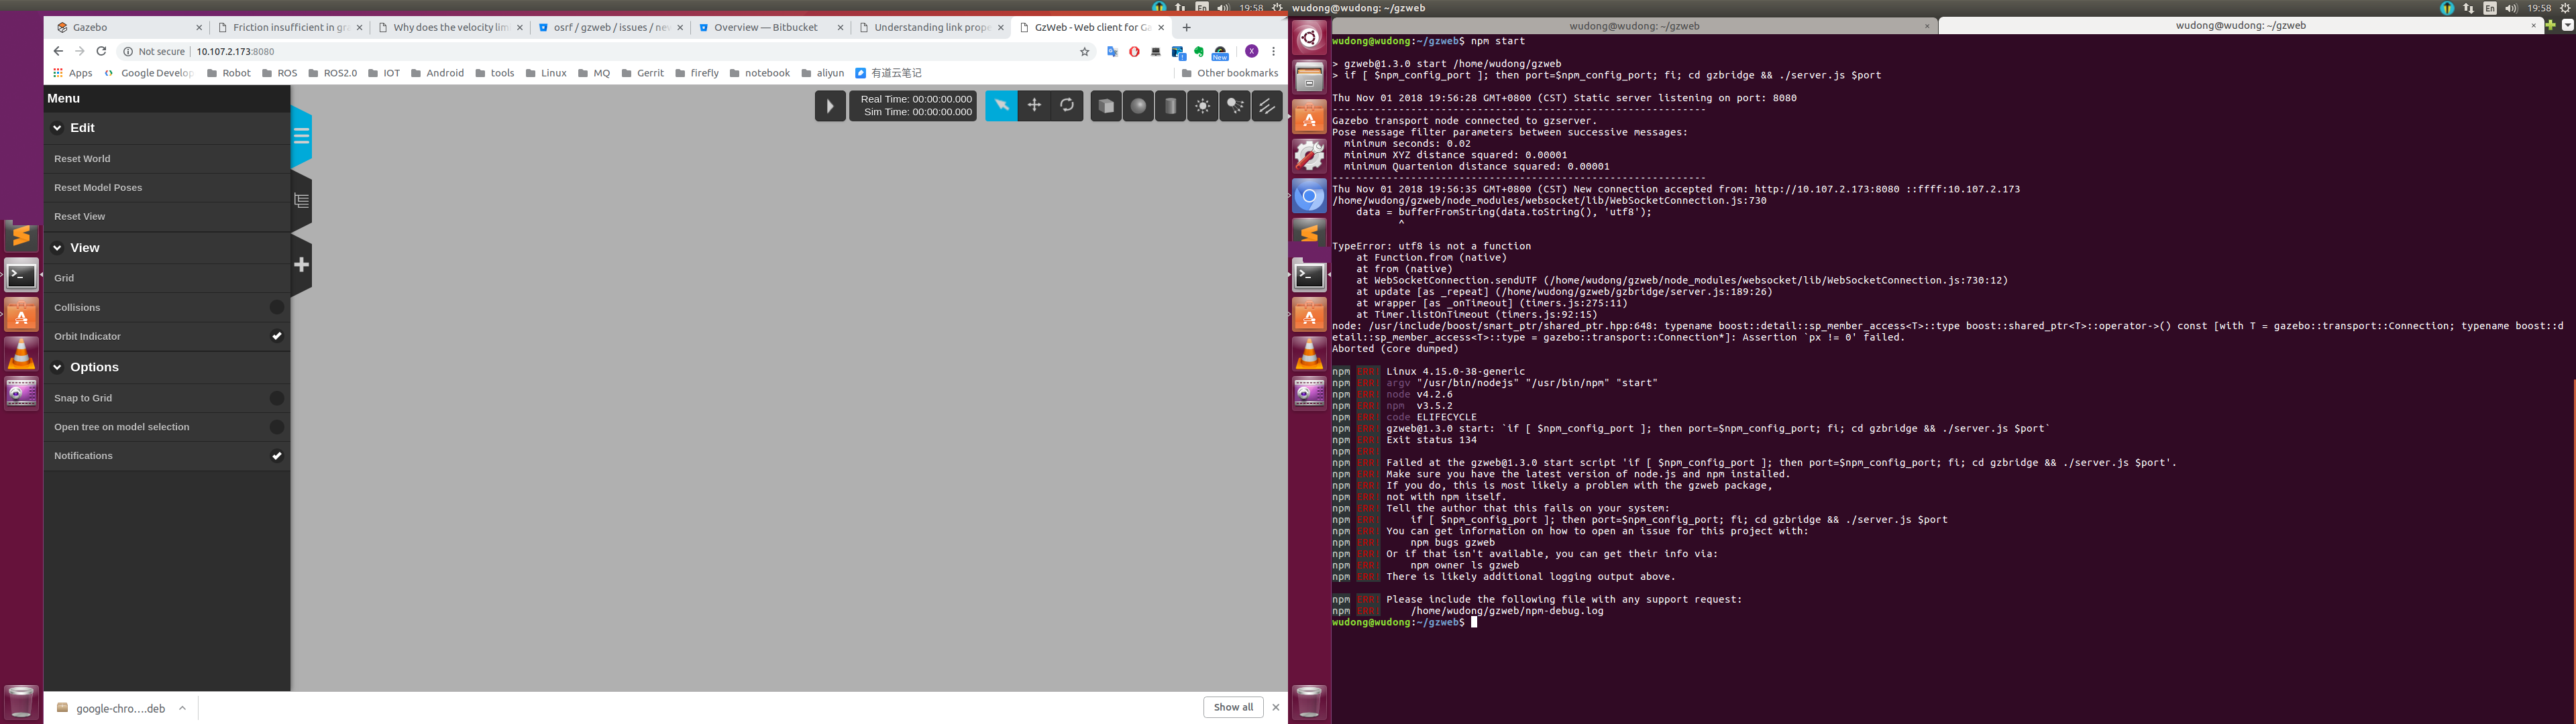 En 19:58
Gazebo
Friction insufficient in gra
Why does the velocity lim
osrf / gzweb / issues / new
Overview — Bitbucket
Understanding link prope
GzWeb - Web client for Ga
Not secure 10.107.2.173:8080
New
X
Apps Google Develop Robot ROS ROS2.0 IOT Android tools Linux MQ Gerrit firefly notebook aliyun 有道云笔记 Other bookmarks
Menu
Edit
Reset World
Reset Model Poses
Reset View
View
Grid
Collisions
Orbit Indicator
Options
Snap to Grid
Open tree on model selection
Notifications
Real Time: 00:00:00.000
Sim Time: 00:00:00.000
google-chro....deb
Show all
wudong@wudong: ~/gzweb
En 19:58
wudong@wudong: ~/gzweb
wudong@wudong: ~/gzweb
wudong@wudong:~/gzweb$ npm start
> gzweb@1.3.0 start /home/wudong/gzweb
> if [ $npm_config_port ]; then port=$npm_config_port; fi; cd gzbridge && ./server.js $port
Thu Nov 01 2018 19:56:28 GMT+0800 (CST) Static server listening on port: 8080
--------------------------------------------------------------
Gazebo transport node connected to gzserver.
Pose message filter parameters between successive messages:
minimum seconds: 0.02
minimum XYZ distance squared: 0.00001
minimum Quartenion distance squared: 0.00001
--------------------------------------------------------------
Thu Nov 01 2018 19:56:35 GMT+0800 (CST) New connection accepted from: http://10.107.2.173:8080 ::ffff:10.107.2.173
/home/wudong/gzweb/node_modules/websocket/lib/WebSocketConnection.js:730
data = bufferFromString(data.toString(), 'utf8');
^
TypeError: utf8 is not a function
at Function.from (native)
at from (native)
at WebSocketConnection.sendUTF (/home/wudong/gzweb/node_modules/websocket/lib/WebSocketConnection.js:730:12)
at update [as _repeat] (/home/wudong/gzweb/gzbridge/server.js:189:26)
at wrapper [as _onTimeout] (timers.js:275:11)
at Timer.listOnTimeout (timers.js:92:15)
node: /usr/include/boost/smart_ptr/shared_ptr.hpp:648: typename boost::detail::sp_member_access<T>::type boost::shared_ptr<T>::operator->() const [with T = gazebo::transport::Connection; typename boost::d
etail::sp_member_access<T>::type = gazebo::transport::Connection*]: Assertion `px != 0' failed.
Aborted (core dumped)
npm ERR! Linux 4.15.0-38-generic
npm ERR! argv "/usr/bin/nodejs" "/usr/bin/npm" "start"
npm ERR! node v4.2.6
npm ERR! npm  v3.5.2
npm ERR! code ELIFECYCLE
npm ERR! gzweb@1.3.0 start: `if [ $npm_config_port ]; then port=$npm_config_port; fi; cd gzbridge && ./server.js $port`
npm ERR! Exit status 134
npm ERR!
npm ERR! Failed at the gzweb@1.3.0 start script 'if [ $npm_config_port ]; then port=$npm_config_port; fi; cd gzbridge && ./server.js $port'.
npm ERR! Make sure you have the latest version of node.js and npm installed.
npm ERR! If you do, this is most likely a problem with the gzweb package,
npm ERR! not with npm itself.
npm ERR! Tell the author that this fails on your system:
npm ERR! if [ $npm_config_port ]; then port=$npm_config_port; fi; cd gzbridge && ./server.js $port
npm ERR! You can get information on how to open an issue for this project with:
npm ERR! npm bugs gzweb
npm ERR! Or if that isn't available, you can get their info via:
npm ERR! npm owner ls gzweb
npm ERR! There is likely additional logging output above.
npm ERR! Please include the following file with any support request:
npm ERR! /home/wudong/gzweb/npm-debug.log
wudong@wudong:~/gzweb$